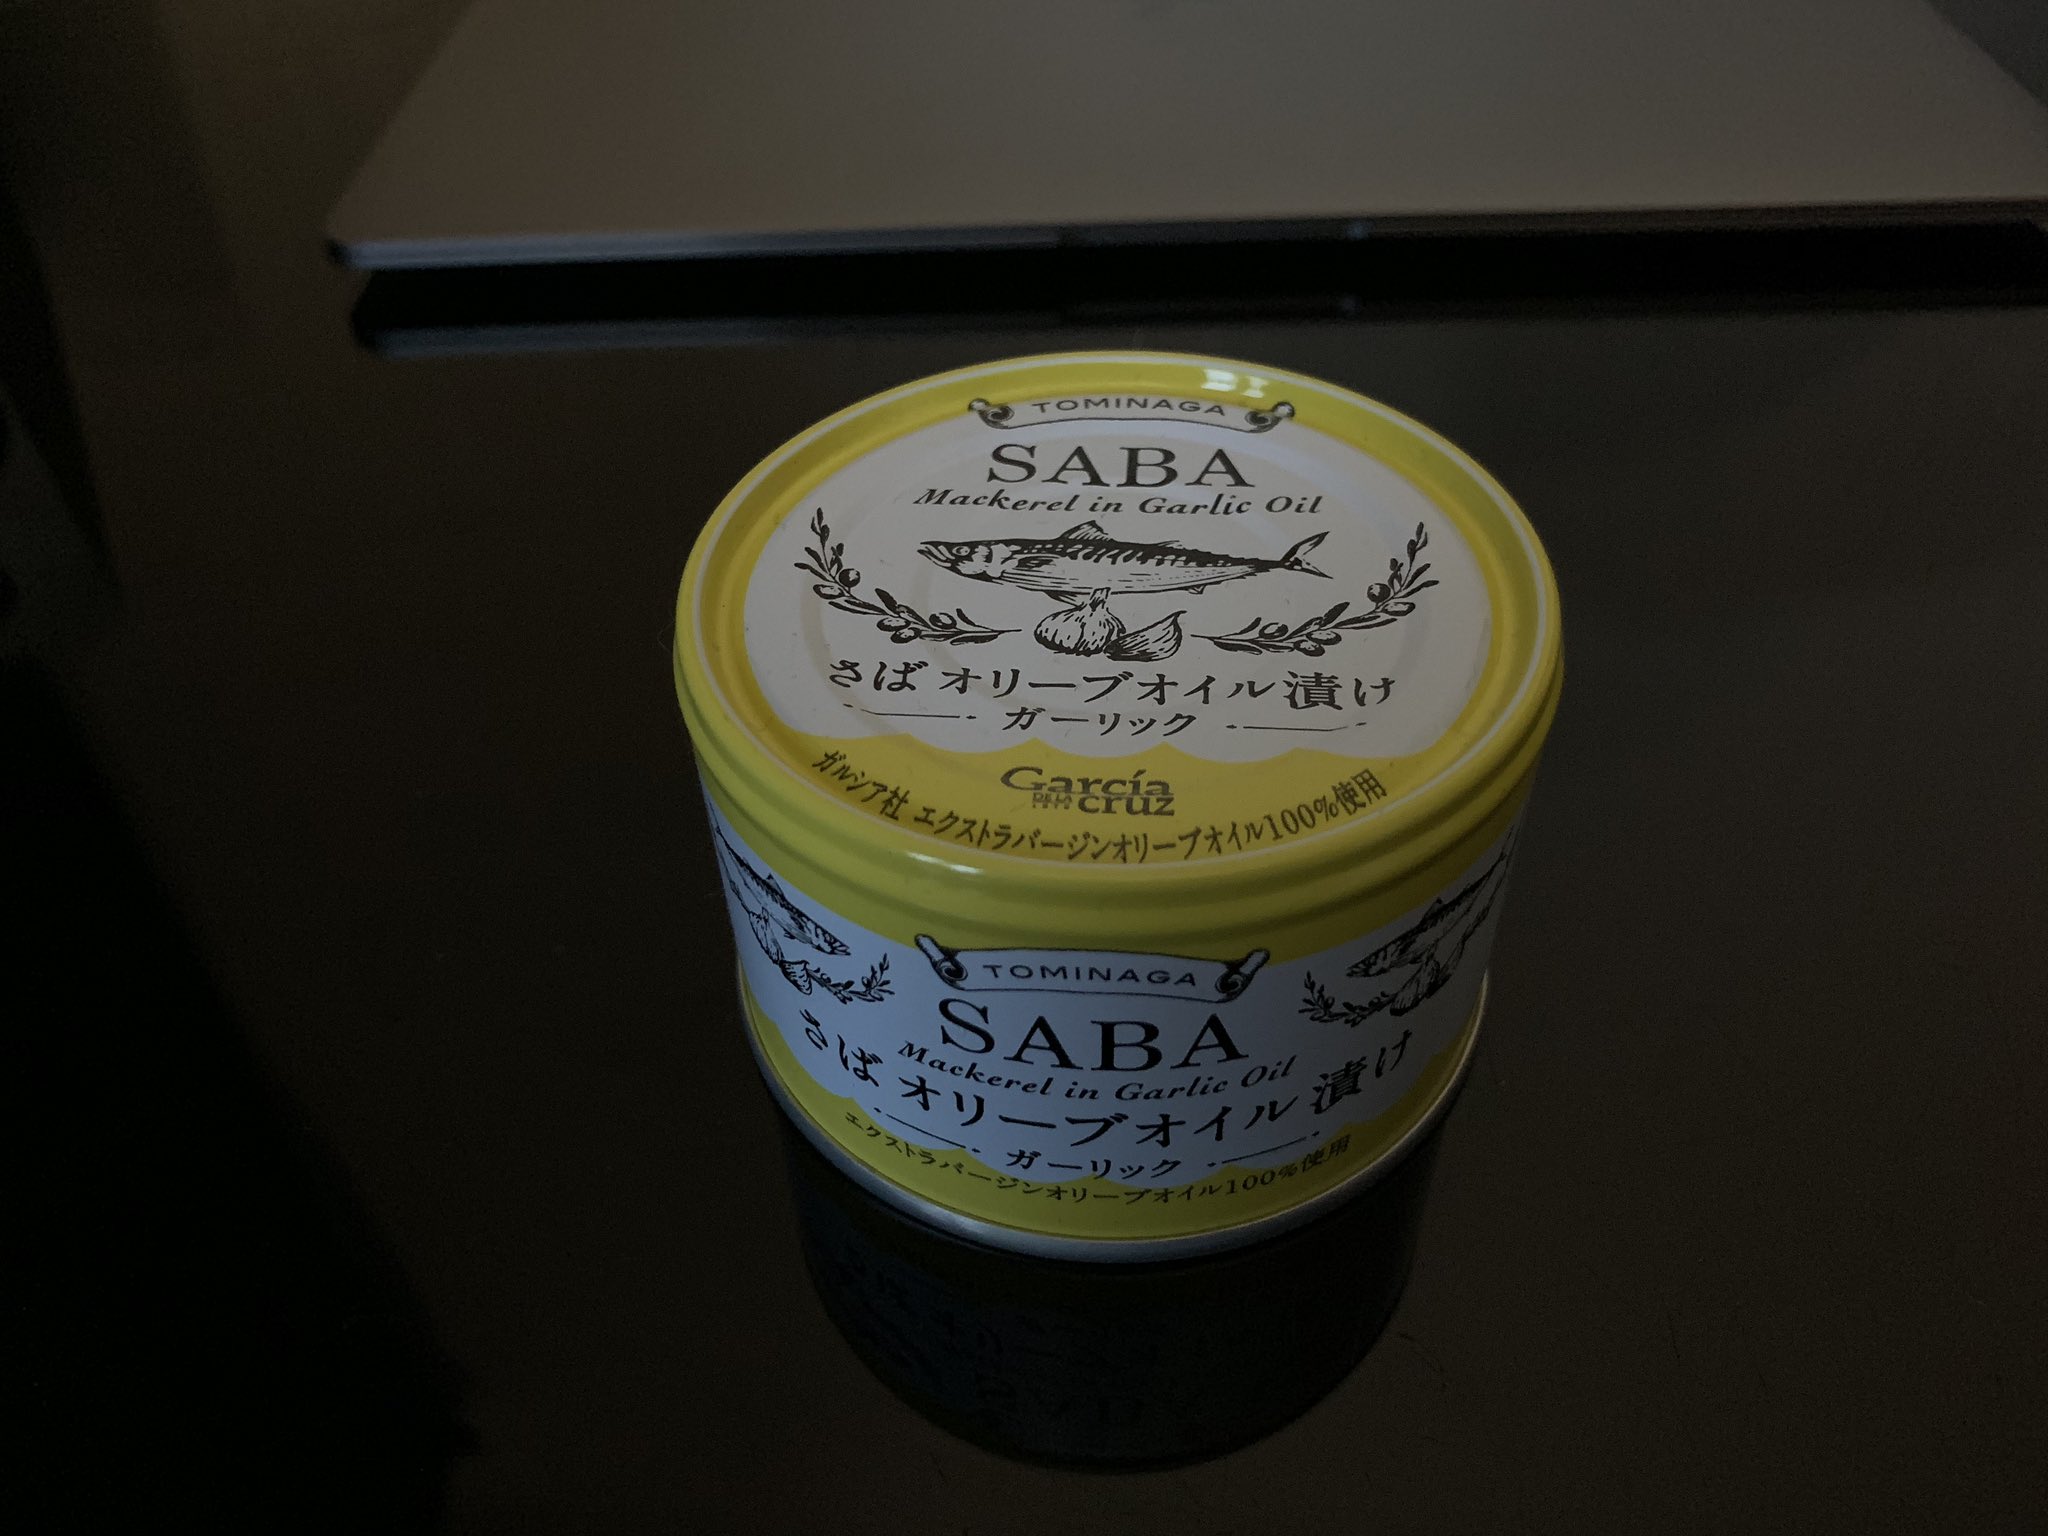 TOMINAGA
SABA
Mackerel in Garlic Oil
さば オリーブオイル漬け
ガーリック
García
DE LA
cruz
ガルシア社 エクストラバージンオリーブオイル100%使用
TOMINAGA
SABA
Mackerel in Garlic Oil
さば オリーブオイル漬け
ガーリック
エクストラバージンオリーブオイル100%使用